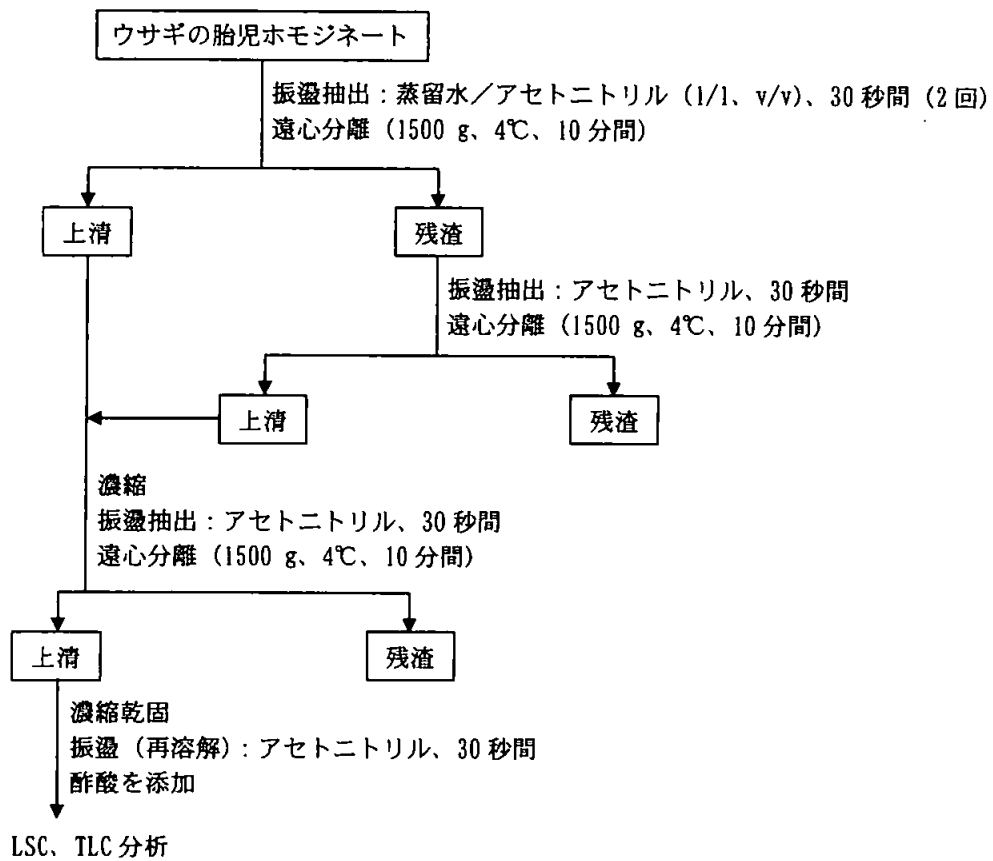 ウサギの胎児ホモジネート
振盪抽出:蒸留水/アセトニトリル (1/1、v/v)、30秒間 (2回)
遠心分離 (1500 g、4℃、10分間)
上清
残渣
振盪抽出:アセトニトリル、30秒間
遠心分離 (1500 g、4℃、10分間)
上清
残渣
濃縮
振盪抽出:アセトニトリル、30秒間
遠心分離 (1500 g、4℃、10分間)
上清
残渣
濃縮乾固
振盪 (再溶解):アセトニトリル、30秒間
酢酸を添加
LSC、TLC分析